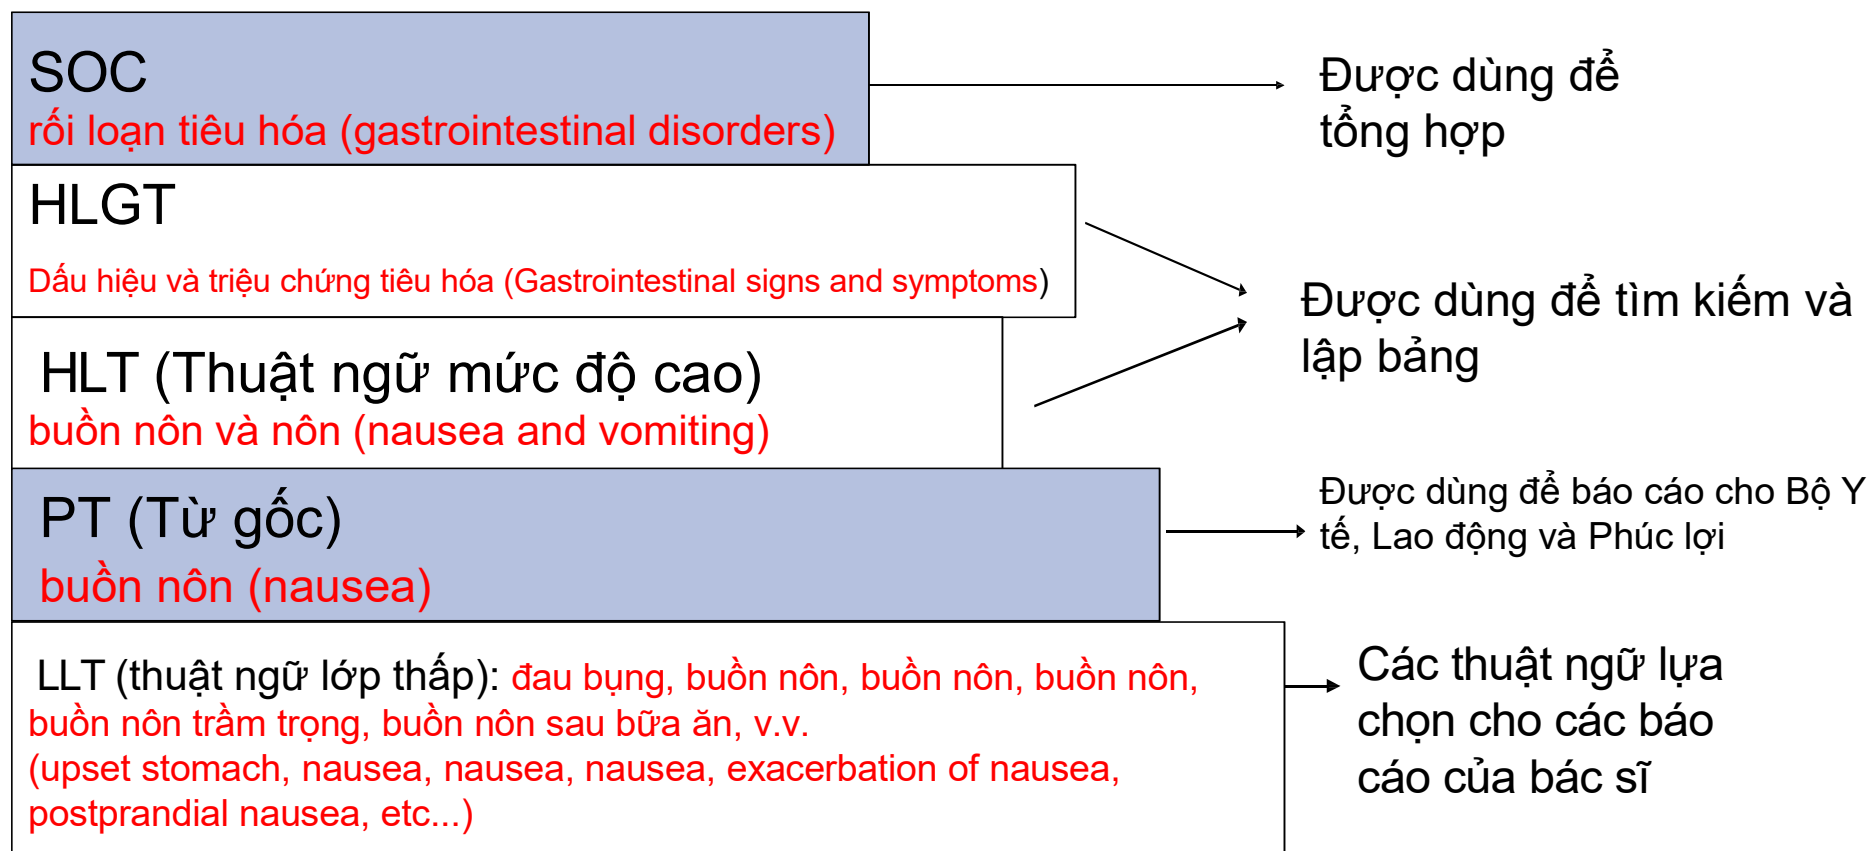 SOC
rối loạn tiêu hóa (gastrointestinal disorders)
Được dùng để
tổng hợp
HLGT
Dấu hiệu và triệu chứng tiêu hóa (Gastrointestinal signs and symptoms)
Được dùng để tìm kiếm và
lập bảng
HLT (Thuật ngữ mức độ cao)
buồn nôn và nôn (nausea and vomiting)
PT (Từ gốc)
buồn nôn (nausea)
Được dùng để báo cáo cho Bộ Y
tế, Lao động và Phúc lợi
LLT (thuật ngữ lớp thấp): đau bụng, buồn nôn, buồn nôn, buồn nôn,
buồn nôn trầm trọng, buồn nôn sau bữa ăn, v.v.
(upset stomach, nausea, nausea, nausea, exacerbation of nausea,
postprandial nausea, etc...)
Các thuật ngữ lựa
chọn cho các báo
cáo của bác sĩ